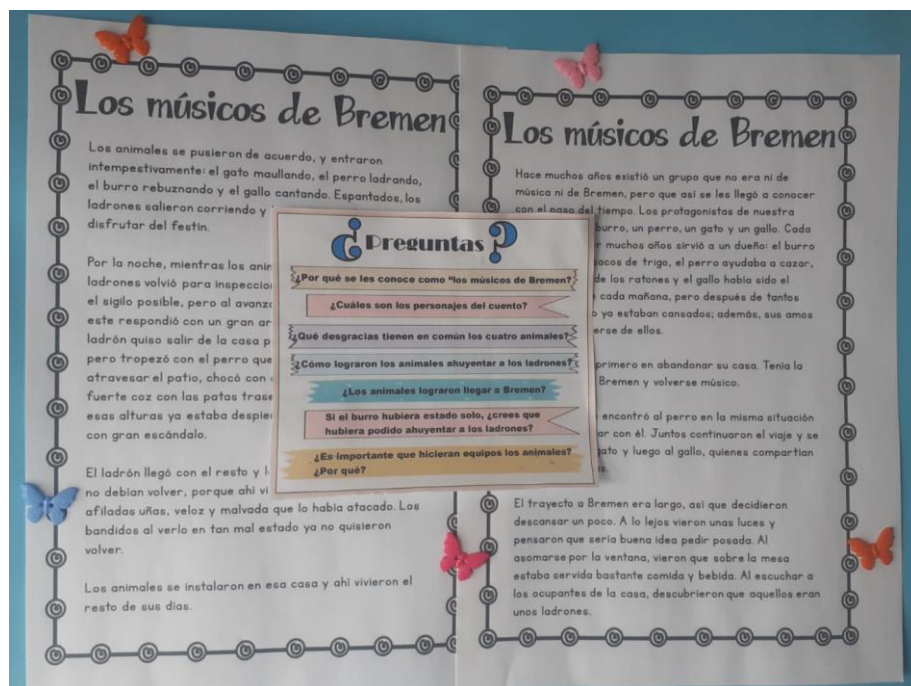 Los músicos de Bremen
Los animales se pusieron de acuerdo, y entraron
intempestivamente: el gato maullando, el perro ladrando,
el burro rebuznando y el gallo cantando. Espantados, los
ladrones salieron corriendo y
disfrutar del festín.
Por la noche, mientras los
ladrones volvió para
el sigilo posible, pero al
este respondió con un gran
ladrón quiso salir de la casa
pero tropezó con el perro que
atravesar el patio, chocó con
fuerte coz con las patas
esas alturas ya estaba
con gran escándalo.
El ladrón llegó con el resto y
no debían volver, porque ahí
afiladas uñas, veloz y malvada que lo había atacado. Los
bandidos al verlo en tan mal estado ya no quisieron
volver.
Los animales se instalaron en esa casa y ahí vivieron el
resto de sus días.
¿Preguntas?
¿Por qué se les conoce como "los músicos de Bremen?
¿Cuáles son los personajes del cuento?
¿Qué desgracias tienen en común los cuatro animales?
¿Cómo lograron los animales ahuyentar a los ladrones?
¿Los animales lograron llegar a Bremen?
Si el burro hubiera estado solo, ¿crees que
hubiera podido ahuyentar a los ladrones?
¿Es importante que hicieran equipos los animales?
¿Por qué?
Los músicos de Bremen
Hace muchos años existió un grupo que no era ni de
música ni de Bremen, pero que así se les llegó a conocer
con el paso del tiempo. Los protagonistas de nuestra
burro, un perro, un gato y un gallo. Cada
muchos años sirvió a un dueño: el burro
sacos de trigo, el perro ayudaba a cazar,
de los ratones y el gallo había sido el
cada mañana, pero después de tantos
ya estaban cansados; además, sus amos
de ellos.
primero en abandonar su casa. Tenía la
Bremen y volverse músico.
encontró al perro en la misma situación
con él. Juntos continuaron el viaje y se
y luego al gallo, quienes compartían
El trayecto a Bremen era largo, así que decidieron
descansar un poco. A lo lejos vieron unas luces y
pensaron que sería buena idea pedir posada. Al
asomarse por la ventana, vieron que sobre la mesa
estaba servida bastante comida y bebida. Al escuchar a
los ocupantes de la casa, descubrieron que aquellos eran
unos ladrones.